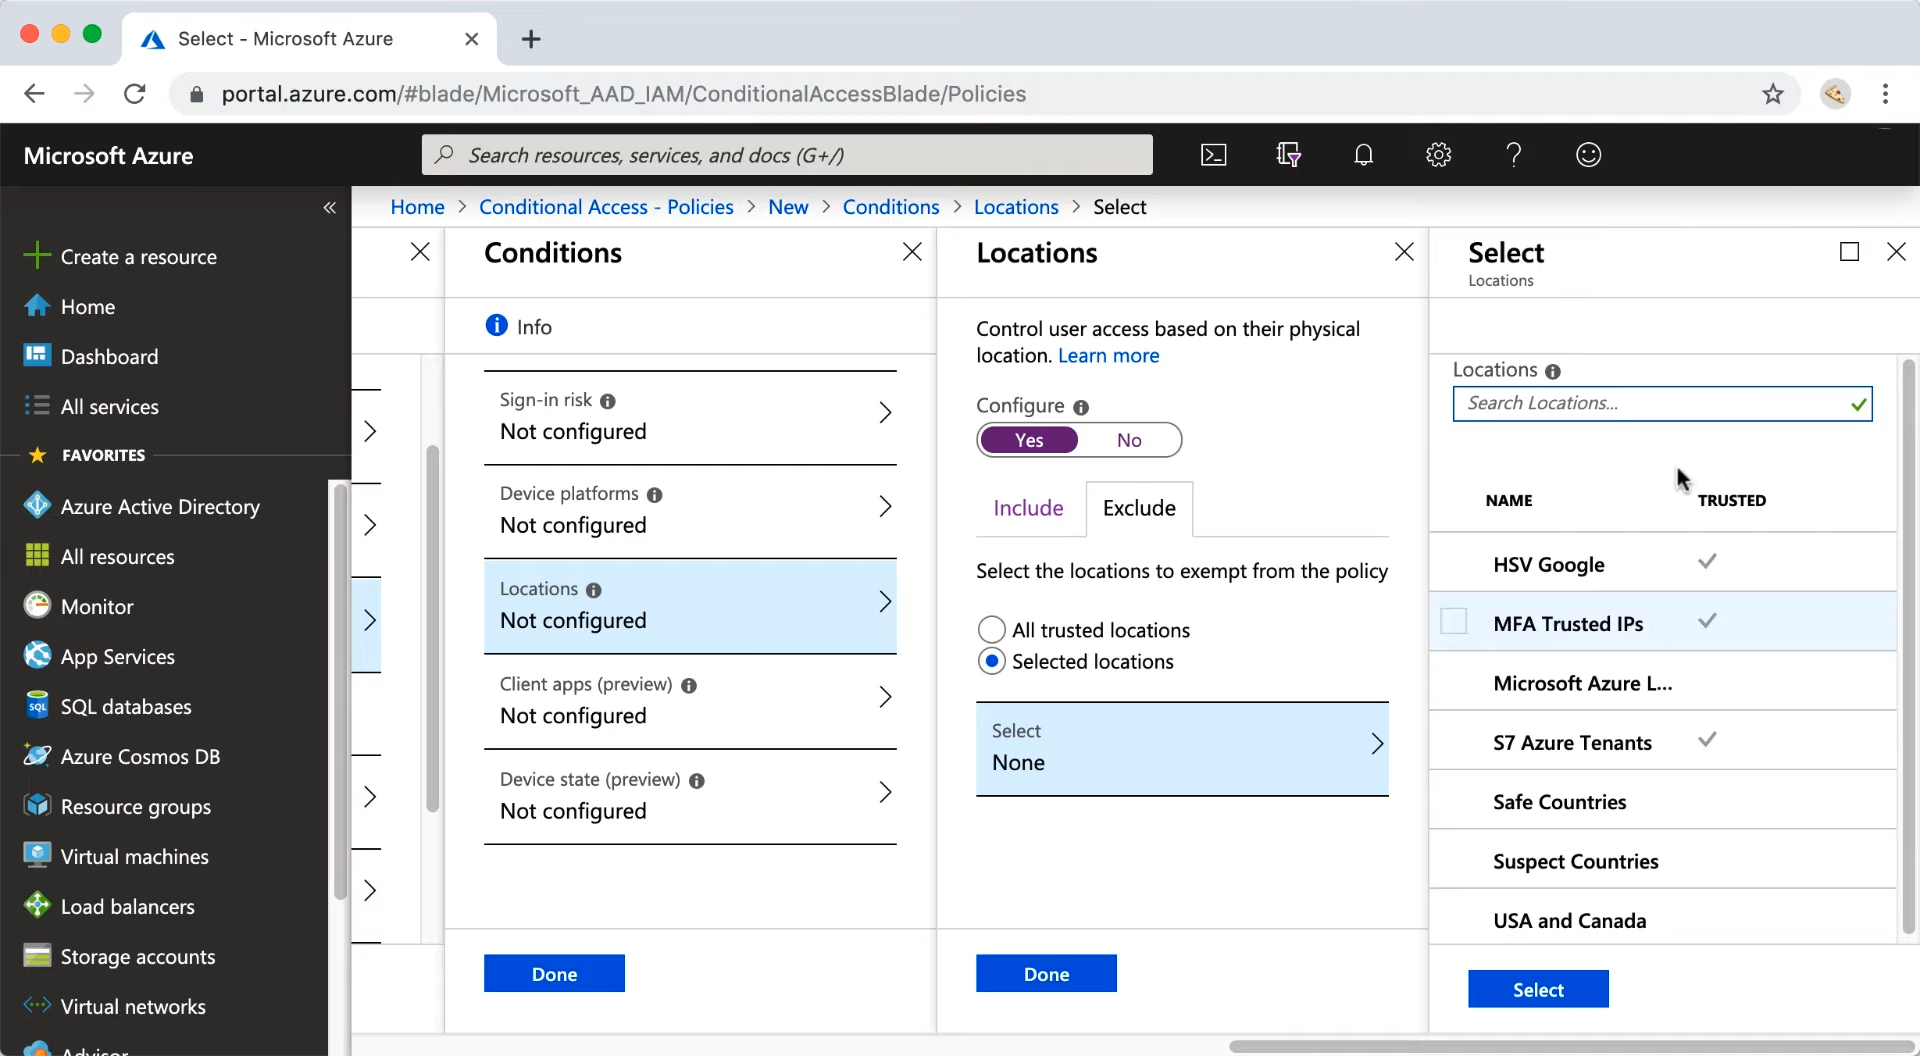 Select - Microsoft Azure
portal.azure.com/#blade/Microsoft_AAD_IAM/ConditionalAccessBlade/Policies
Microsoft Azure
Search resources, services, and docs (G+/)
Home > Conditional Access - Policies > New > Conditions > Locations > Select
Create a resource
Home
Dashboard
All services
FAVORITES
Azure Active Directory
All resources
Monitor
App Services
SQL databases
Azure Cosmos DB
Resource groups
Virtual machines
Load balancers
Storage accounts
Virtual networks
Advisor
Conditions
Info
Sign-in risk
Not configured
Device platforms
Not configured
Locations
Not configured
Client apps (preview)
Not configured
Device state (preview)
Not configured
Done
Locations
Control user access based on their physical
location. Learn more
Configure
Yes No
Include Exclude
Select the locations to exempt from the policy
All trusted locations
Selected locations
Select
None
Done
Select
Locations
Locations
Search Locations...
NAME TRUSTED
HSV Google
MFA Trusted IPs
Microsoft Azure L...
S7 Azure Tenants
Safe Countries
Suspect Countries
USA and Canada
Select